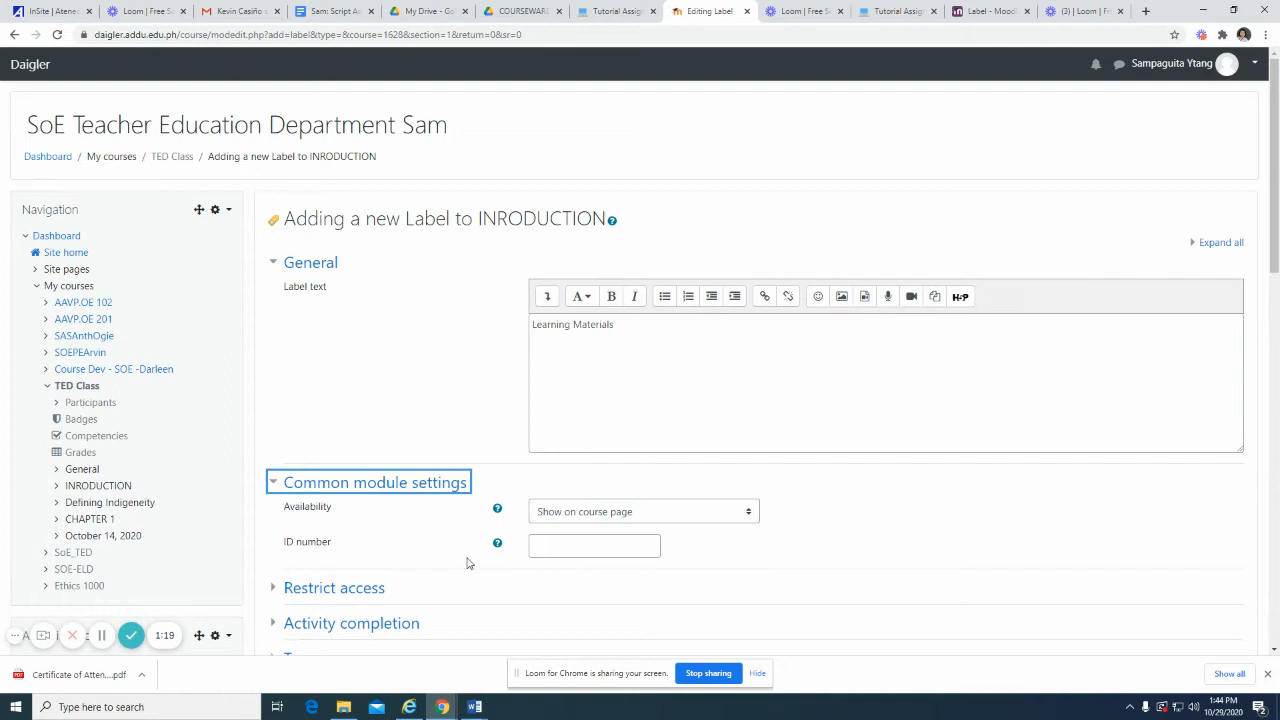 InSite | Atene
Loom | Free S
Kevin Casiño s
Sam: Script Ad
My Drive - Go
COURSEWARE
Tutorial Assig
Editing Label
Loom | Free S
Tutorial Assig
Label - Mood
(3) | Loom | Fr
daigler.addu.edu.ph/course/modedit.php?add=label&type=&course=1628&section=1&return=0&sr=0
Daigler
Sampaguita Ytang
SoE Teacher Education Department Sam
Dashboard / My courses / TED Class / Adding a new Label to INRODUCTION
Navigation
Dashboard
Site home
Site pages
My courses
AAVP.OE 102
AAVP.OE 201
SASAnthOgie
SOEPEArvin
Course Dev - SOE -Darleen
TED Class
Participants
Badges
Competencies
Grades
General
INRODUCTION
Defining Indigeneity
CHAPTER 1
October 14, 2020
SoE_TED
SOE-ELD
Ethics 1000
Adding a new Label to INRODUCTION
Expand all
General
Label text
A B I H-P
Learning Materials
Common module settings
Availability
Show on course page
ID number
Restrict access
Activity completion
1:19
Certificate of Atten....pdf
Loom for Chrome is sharing your screen.
Stop sharing
Hide
Show all
Type here to search
1:44 PM
10/29/2020
2